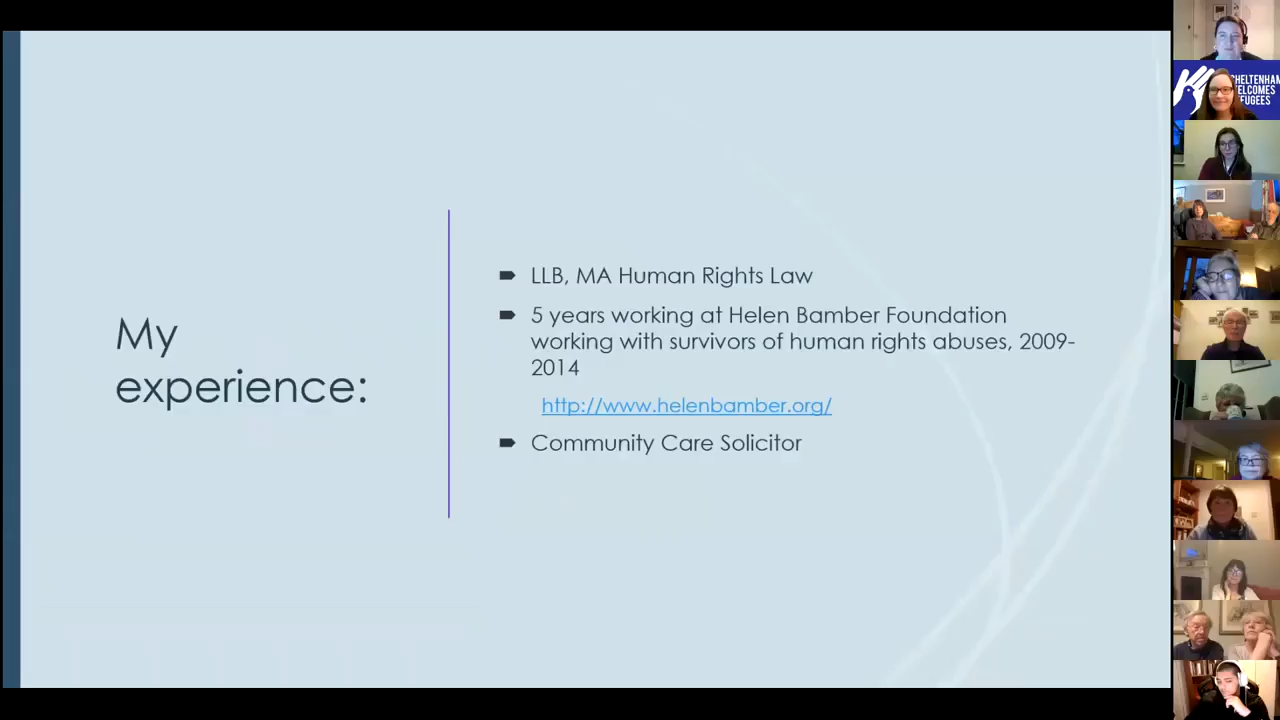 My
experience:
LLB, MA Human Rights Law
5 years working at Helen Bamber Foundation
working with survivors of human rights abuses, 2009-
2014
http://www.helenbamber.org/
Community Care Solicitor
CHELTENHAM
WELCOMES
REFUGEES